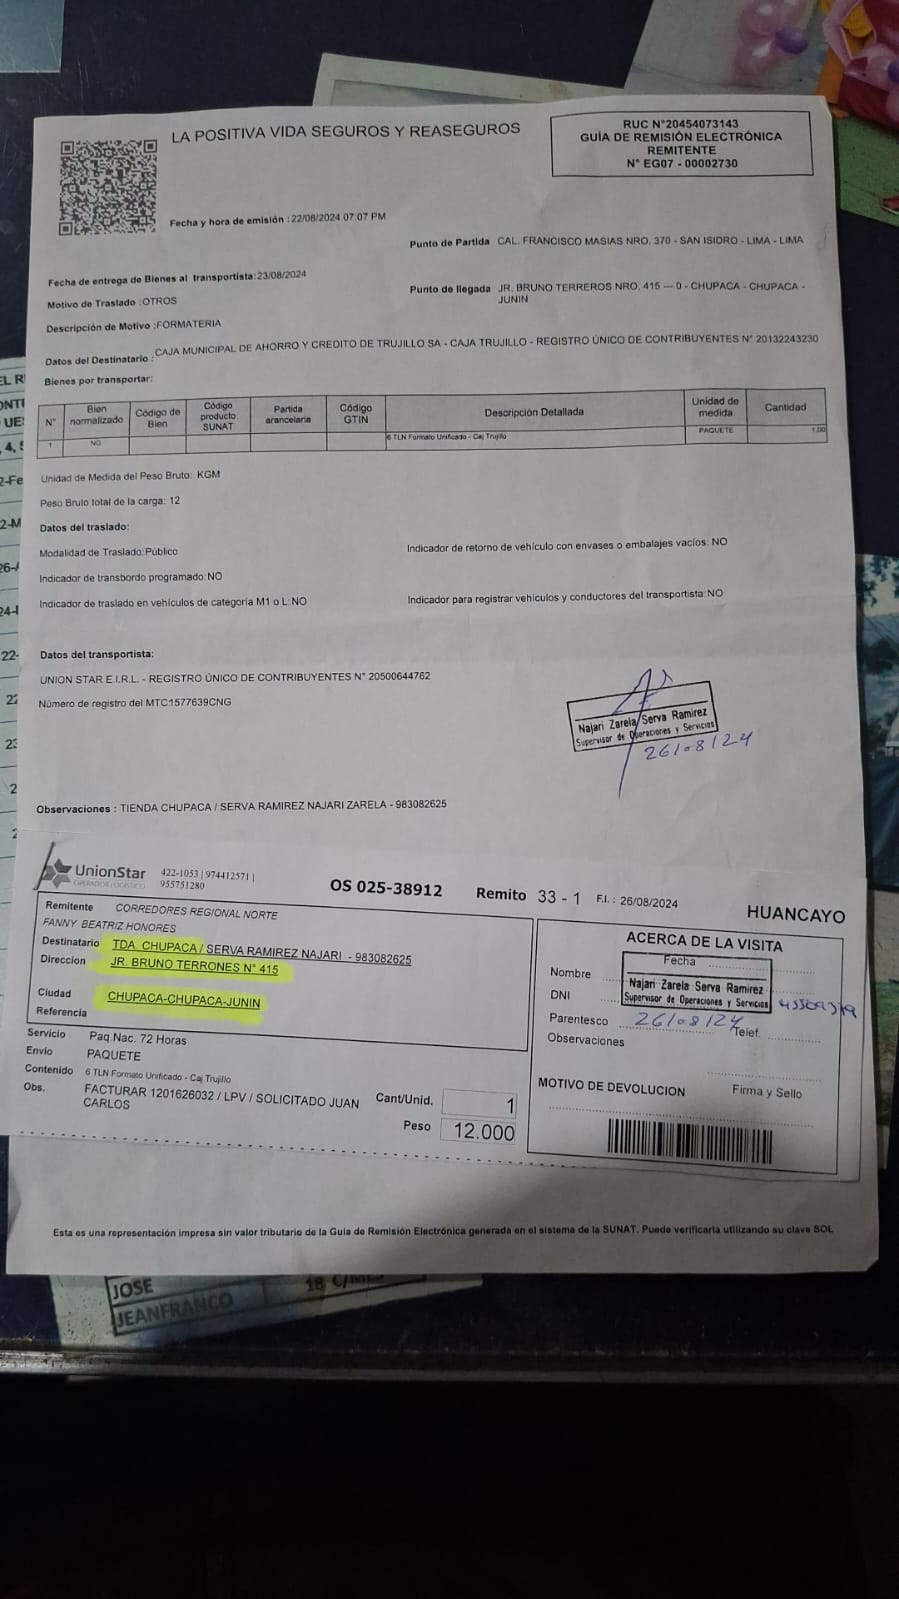 LA POSITIVA VIDA SEGUROS Y REASEGUROS
RUC N°20454073143
GUÍA DE REMISIÓN ELECTRÓNICA
REMITENTE
N° EG07 - 00002730
Fecha y hora de emisión : 22/08/2024 07:07 PM
Punto de Partida CAL. FRANCISCO MASIAS NRO. 370 - SAN ISIDRO - LIMA - LIMA
Fecha de entrega de Bienes al transportista: 23/08/2024
Punto de llegada JR. BRUNO TERREROS NRO. 415 --- 0 - CHUPACA - CHUPACA -
JUNIN
Motivo de Traslado :OTROS
Descripción de Motivo :FORMATERIA
Datos del Destinatario : CAJA MUNICIPAL DE AHORRO Y CREDITO DE TRUJILLO SA - CAJA TRUJILLO - REGISTRO ÚNICO DE CONTRIBUYENTES N° 20132243230
Bienes por transportar:
N° Bien normalizado Código de Bien Código producto SUNAT Partida arancelaria Código GTIN Descripción Detallada Unidad de medida Cantidad
1 NO 6 TLN Formato Unificado - Caj Trujillo PAQUETE 1.00
Unidad de Medida del Peso Bruto: KGM
Peso Bruto total de la carga: 12
Datos del traslado:
Modalidad de Traslado: Público
Indicador de retorno de vehículo con envases o embalajes vacíos: NO
Indicador de transbordo programado: NO
Indicador de traslado en vehículos de categoría M1 o L: NO
Indicador para registrar vehículos y conductores del transportista: NO
Datos del transportista:
UNION STAR E.I.R.L. - REGISTRO ÚNICO DE CONTRIBUYENTES N° 20500644762
Número de registro del MTC1577639CNG
Najari Zarela Serva Ramirez
Supervisor de Operaciones y Servicios
26/08/24
Observaciones : TIENDA CHUPACA / SERVA RAMIREZ NAJARI ZARELA - 983082625
UnionStar
OPERADOR LOGISTICO
422-1053 | 974412571 |
955751280
OS 025-38912
Remito 33 - 1
F.I. : 26/08/2024
HUANCAYO
Remitente CORREDORES REGIONAL NORTE
FANNY BEATRIZ HONORES
Destinatario TDA. CHUPACA / SERVA RAMIREZ NAJARI - 983082625
Direccion JR. BRUNO TERRONES N° 415
Ciudad CHUPACA-CHUPACA-JUNIN
Referencia
Servicio Paq.Nac. 72 Horas
Envio PAQUETE
Contenido 6 TLN Formato Unificado - Caj Trujillo
Obs. FACTURAR 1201626032 / LPV / SOLICITADO JUAN
CARLOS
Cant/Unid. 1
Peso 12.000
ACERCA DE LA VISITA
Fecha
Nombre
Najari Zarela Serva Ramirez
Supervisor de Operaciones y Servicios
DNI
Parentesco 26/08/24 Telef.
Observaciones
MOTIVO DE DEVOLUCION
Firma y Sello
Esta es una representación impresa sin valor tributario de la Guía de Remisión Electrónica generada en el sistema de la SUNAT. Puede verificarla utilizando su clave SOL
JOSE
JEANFRANCO